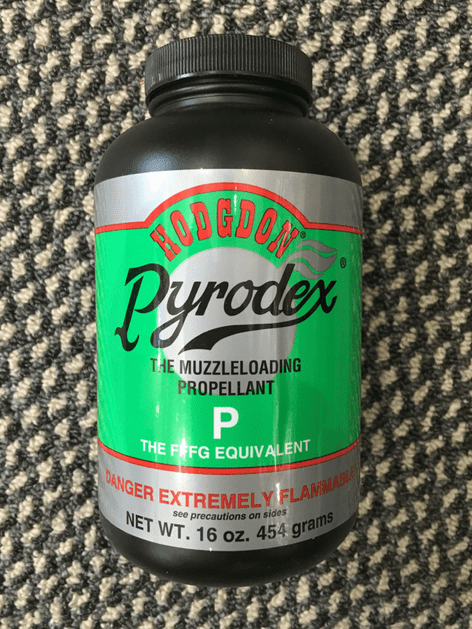 HODGDON®
Pyrodex®
THE MUZZLELOADING
PROPELLANT
P
THE FFFG EQUIVALENT
DANGER EXTREMELY FLAMMABLE
see precautions on sides
NET WT. 16 oz. 454 grams